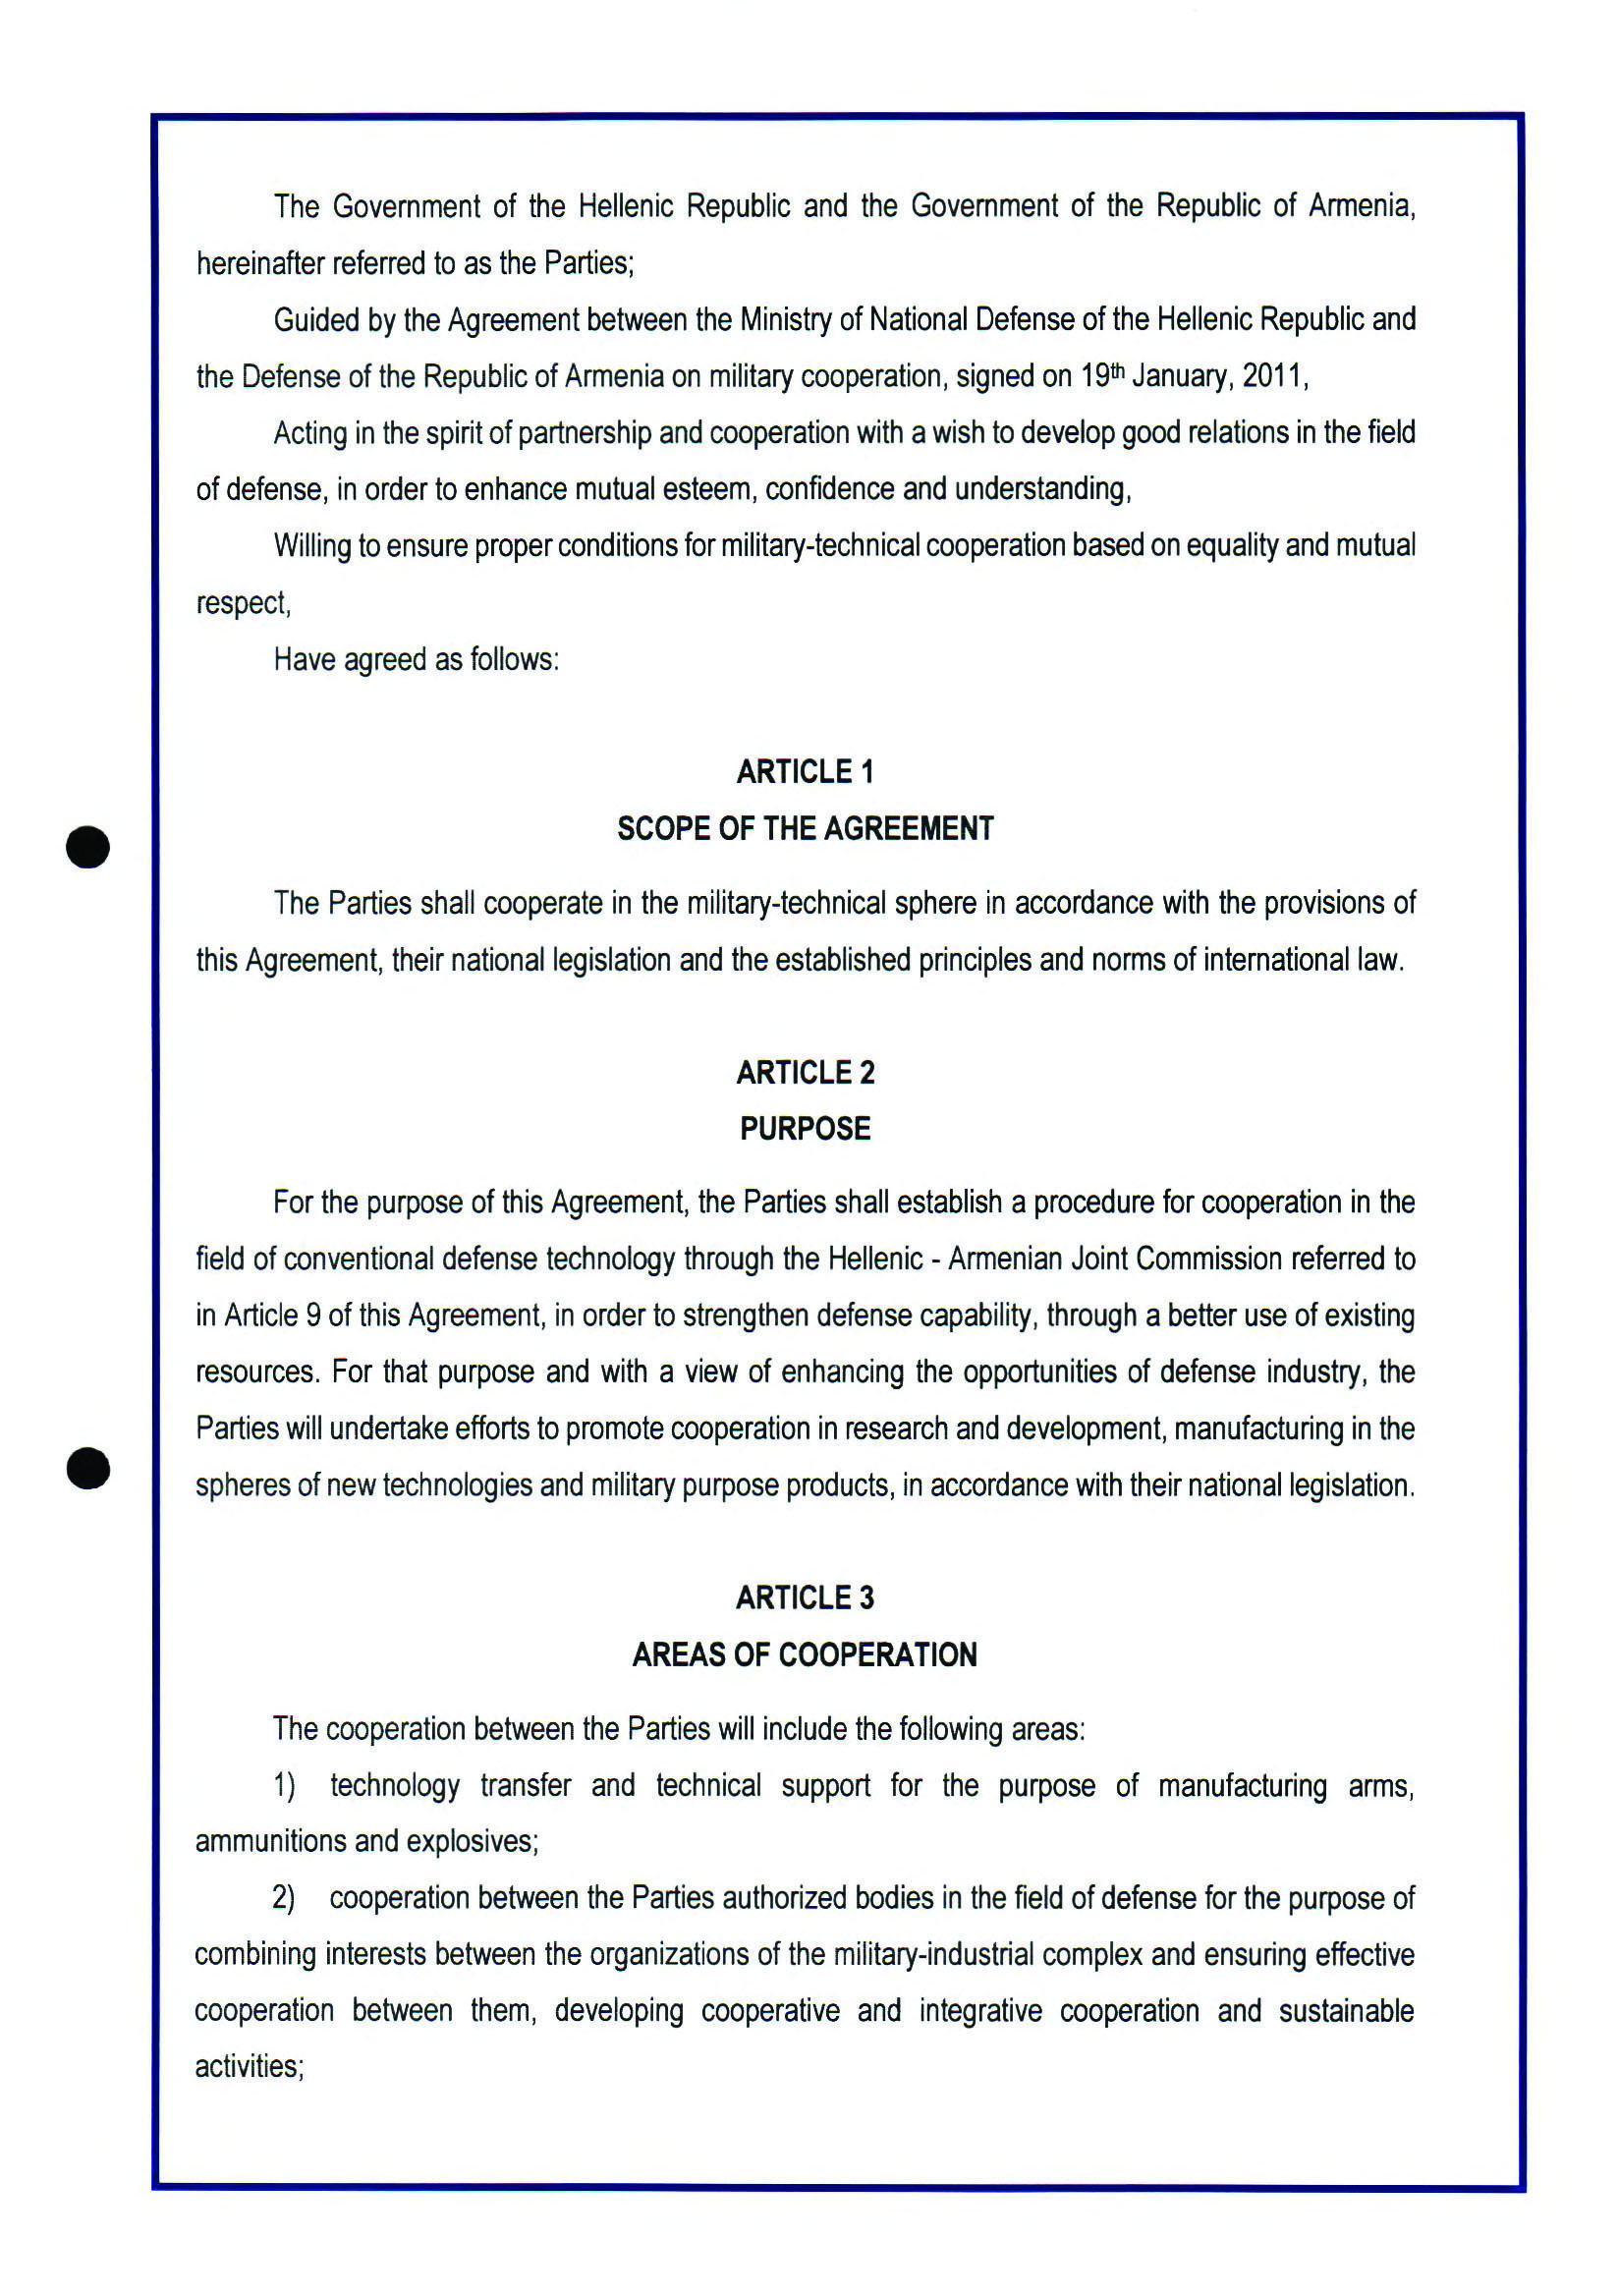 The Government of the Hellenic Republic and the Government of the Republic of Armenia,
hereinafter referred to as the Parties;
Guided by the Agreement between the Ministry of National Defense of the Hellenic Republic and
the Defense of the Republic of Armenia on military cooperation, signed on 19th January, 2011,
Acting in the spirit of partnership and cooperation with a wish to develop good relations in the field
of defense, in order to enhance mutual esteem, confidence and understanding,
Willing to ensure proper conditions for military-technical cooperation based on equality and mutual
respect,
Have agreed as follows:
ARTICLE 1
SCOPE OF THE AGREEMENT
The Parties shall cooperate in the military-technical sphere in accordance with the provisions of
this Agreement, their national legislation and the established principles and norms of international law.
ARTICLE 2
PURPOSE
For the purpose of this Agreement, the Parties shall establish a procedure for cooperation in the
field of conventional defense technology through the Hellenic - Armenian Joint Commission referred to
in Article 9 of this Agreement, in order to strengthen defense capability, through a better use of existing
resources. For that purpose and with a view of enhancing the opportunities of defense industry, the
Parties will undertake efforts to promote cooperation in research and development, manufacturing in the
spheres of new technologies and military purpose products, in accordance with their national legislation.
ARTICLE 3
AREAS OF COOPERATION
The cooperation between the Parties will include the following areas:
1) technology transfer and technical support for the purpose of manufacturing arms,
ammunitions and explosives;
2) cooperation between the Parties authorized bodies in the field of defense for the purpose of
combining interests between the organizations of the military-industrial complex and ensuring effective
cooperation between them, developing cooperative and integrative cooperation and sustainable
activities;